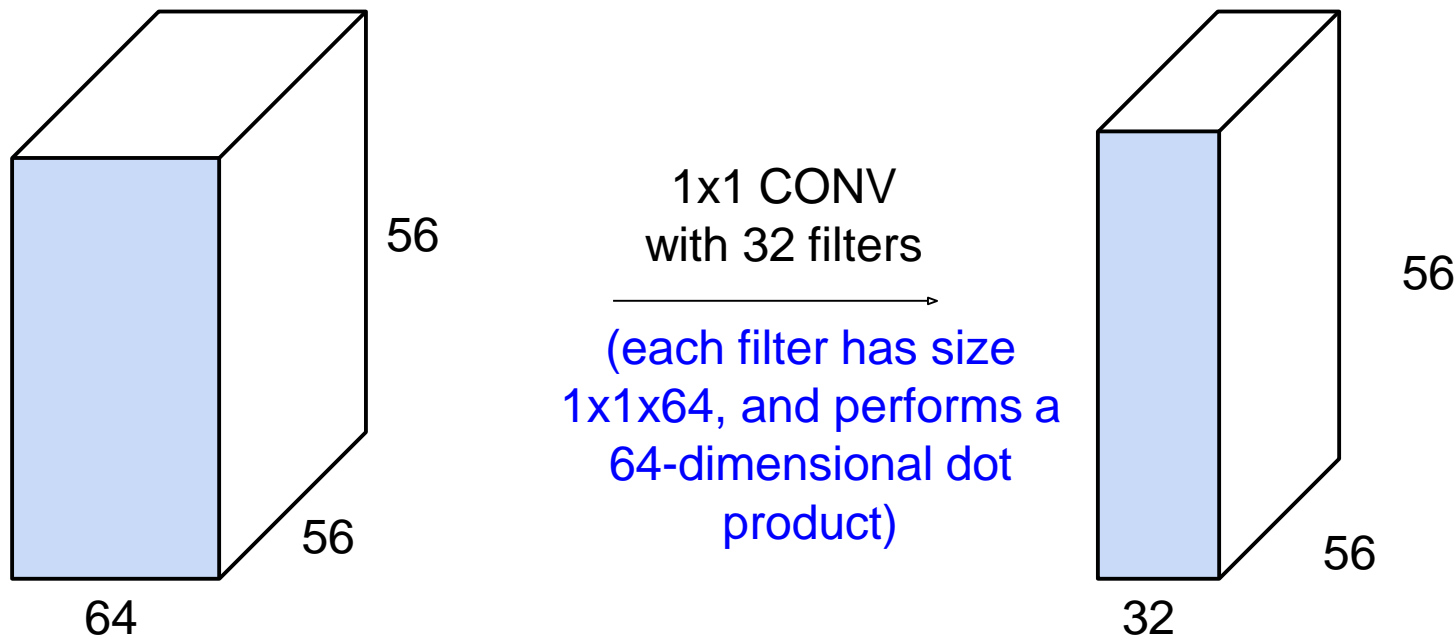 56
56
64
1x1 CONV
with 32 filters
(each filter has size
1x1x64, and performs a
64-dimensional dot
product)
56
56
32